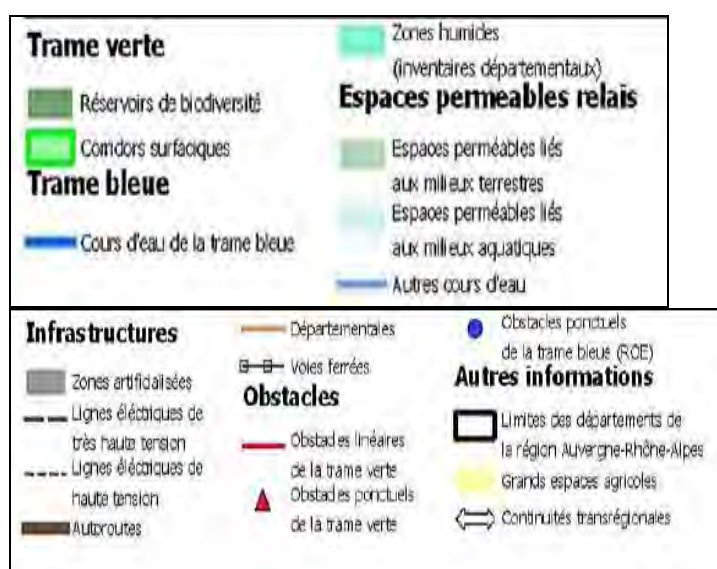 Trame verte
Réservoirs de biodiversité
Corridors surfaciques
Trame bleue
Cours d'eau de la trame bleue
Zones humides
(inventaires départementaux)
Espaces permeables relais
Espaces perméables liés
aux milieux terrestres
Espaces perméables liés
aux milieux aquatiques
Autres cours d'eau
Infrastructures
Zones artificialisées
Lignes éléctriques de
très haute tension
Lignes éléctriques de
haute tension
Autoroutes
Départementales
Voies ferrées
Obstacles
Obstacles linéaires
de la trame verte
Obstacles ponctuels
de la trame verte
Obstacles ponctuels
de la trame bleue (ROE)
Autres informations
Limites des départements de
la région Auvergne-Rhône-Alpes
Grands espaces agricoles
Continuités transrégionales